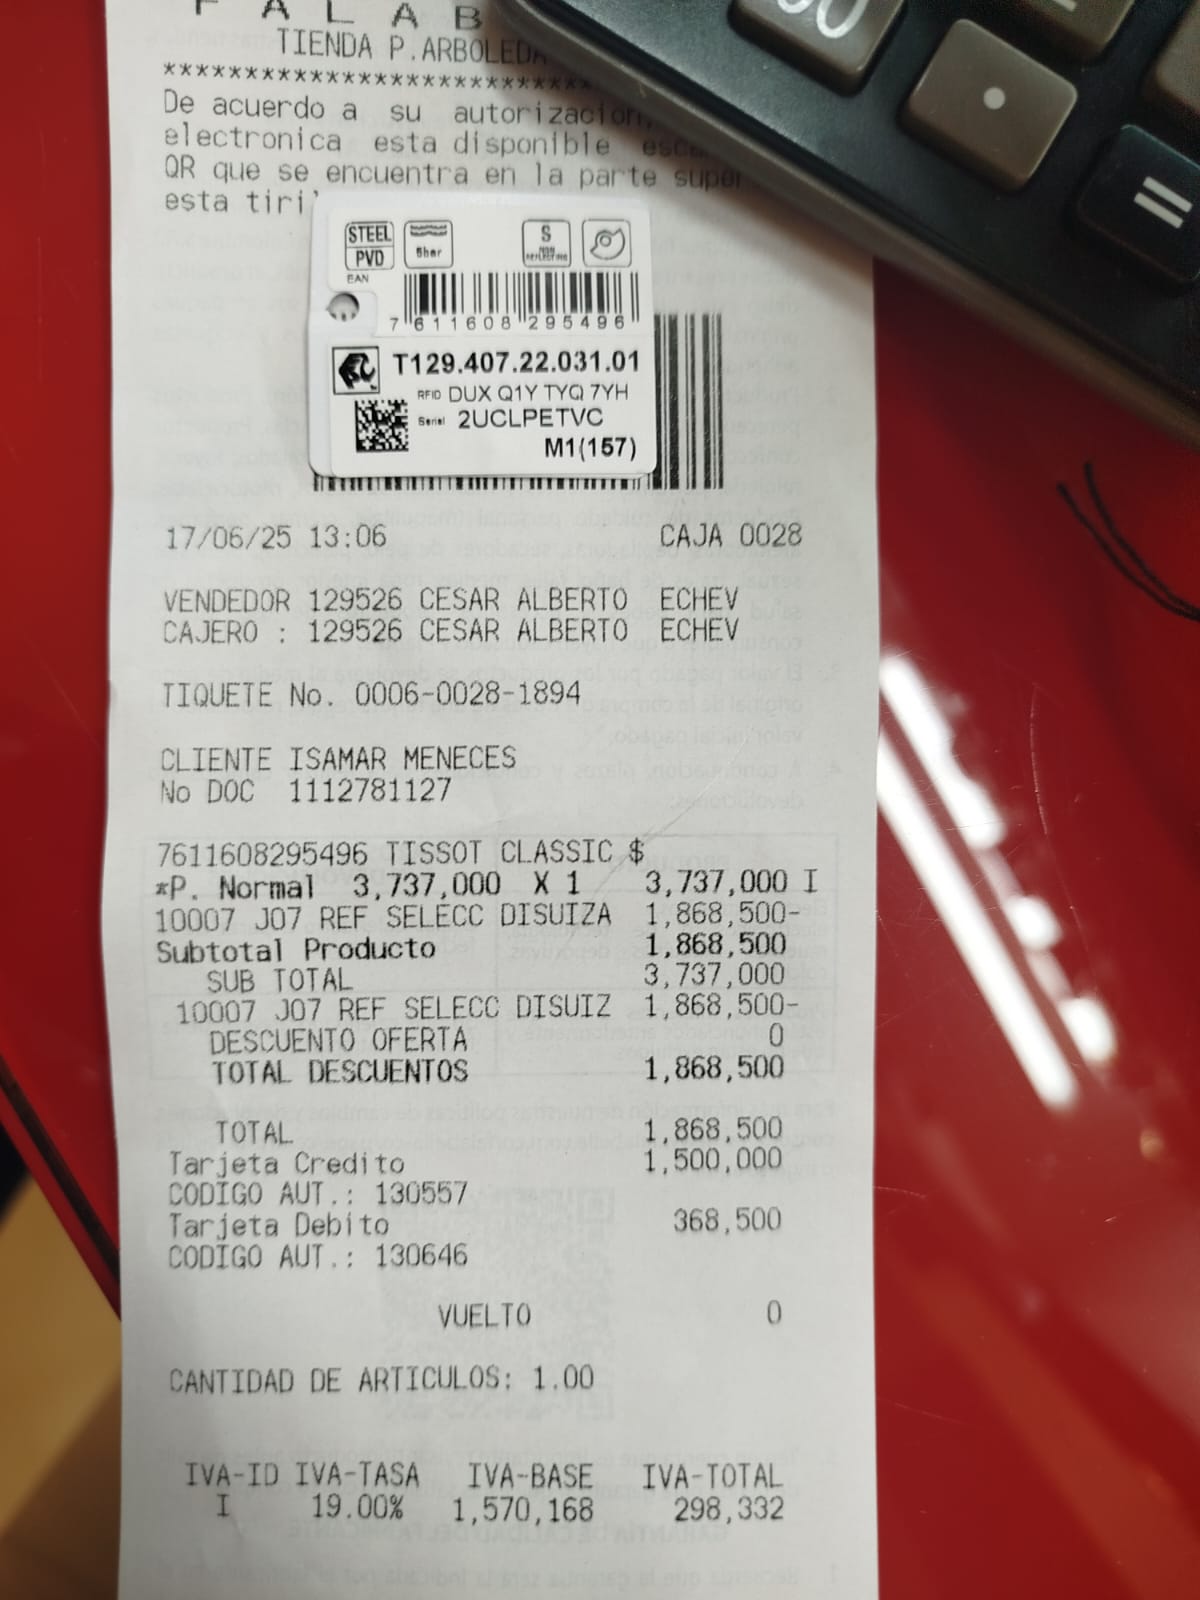 F A L A B
TIENDA P.ARBOLEDA
*****************************
De acuerdo a su autorizacion,
electronica esta disponible
QR que se encuentra en la parte
esta
STEEL
PVD
5bar
S
NON REFLECTING
EAN
7 611608 295496
T129.407.22.031.01
RFID DUX Q1Y TYQ 7YH
Serial 2UCLPETVC
M1(157)
17/06/25 13:06 CAJA 0028
VENDEDOR 129526 CESAR ALBERTO ECHEV
CAJERO : 129526 CESAR ALBERTO ECHEV
TIQUETE No. 0006-0028-1894
CLIENTE ISAMAR MENECES
No DOC 1112781127
7611608295496 TISSOT CLASSIC $
*P. Normal 3,737,000 X 1 3,737,000 I
10007 J07 REF SELECC DISUIZA 1,868,500-
Subtotal Producto 1,868,500
SUB TOTAL 3,737,000
10007 J07 REF SELECC DISUIZ 1,868,500-
DESCUENTO OFERTA 0
TOTAL DESCUENTOS 1,868,500
TOTAL 1,868,500
Tarjeta Credito 1,500,000
CODIGO AUT.: 130557
Tarjeta Debito 368,500
CODIGO AUT.: 130646
VUELTO 0
CANTIDAD DE ARTICULOS: 1.00
IVA-ID IVA-TASA IVA-BASE IVA-TOTAL
I 19.00% 1,570,168 298,332